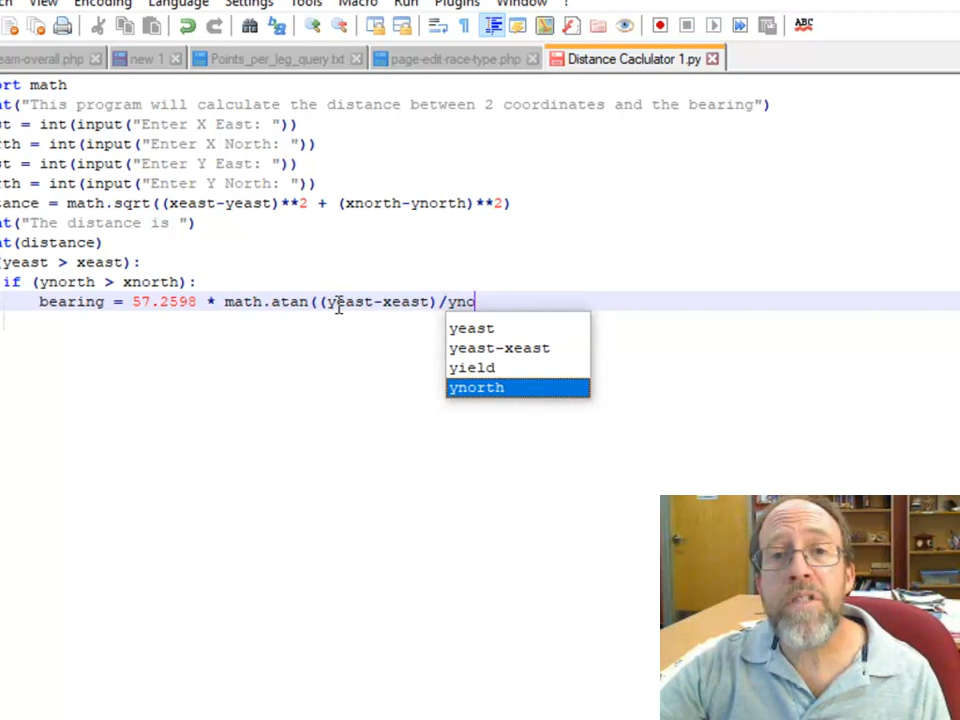 ch View Encoding Language Settings Tools Macro Run Plugins Window ?
ABC
eam-overall.php new 1 Points_per_leg_query.txt page-edit-race-type.php Distance Caclulator 1.py
ort math
nt("This program will calculate the distance between 2 coordinates and the bearing")
st = int(input("Enter X East: "))
rth = int(input("Enter X North: "))
st = int(input("Enter Y East: "))
rth = int(input("Enter Y North: "))
tance = math.sqrt((xeast-yeast)**2 + (xnorth-ynorth)**2)
nt("The distance is ")
nt(distance)
(yeast > xeast):
if (ynorth > xnorth):
bearing = 57.2598 * math.atan((yeast-xeast)/yno
yeast
yeast-xeast
yield
ynorth